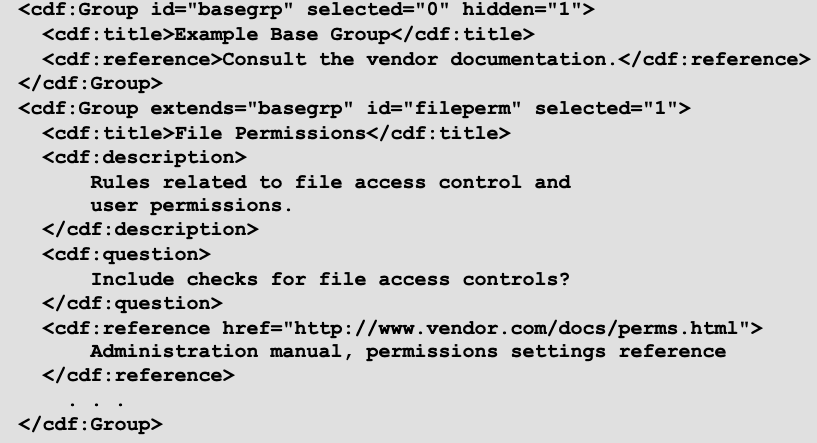 <cdf:Group id="basegrp" selected="0" hidden="1">
<cdf:title>Example Base Group</cdf:title>
<cdf:reference>Consult the vendor documentation.</cdf:reference>
</cdf:Group>
<cdf:Group extends="basegrp" id="fileperm" selected="1">
<cdf:title>File Permissions</cdf:title>
<cdf:description>
Rules related to file access control and
user permissions.
</cdf:description>
<cdf:question>
Include checks for file access controls?
</cdf:question>
<cdf:reference href="http://www.vendor.com/docs/perms.html">
Administration manual, permissions settings reference
</cdf:reference>
. . .
</cdf:Group>